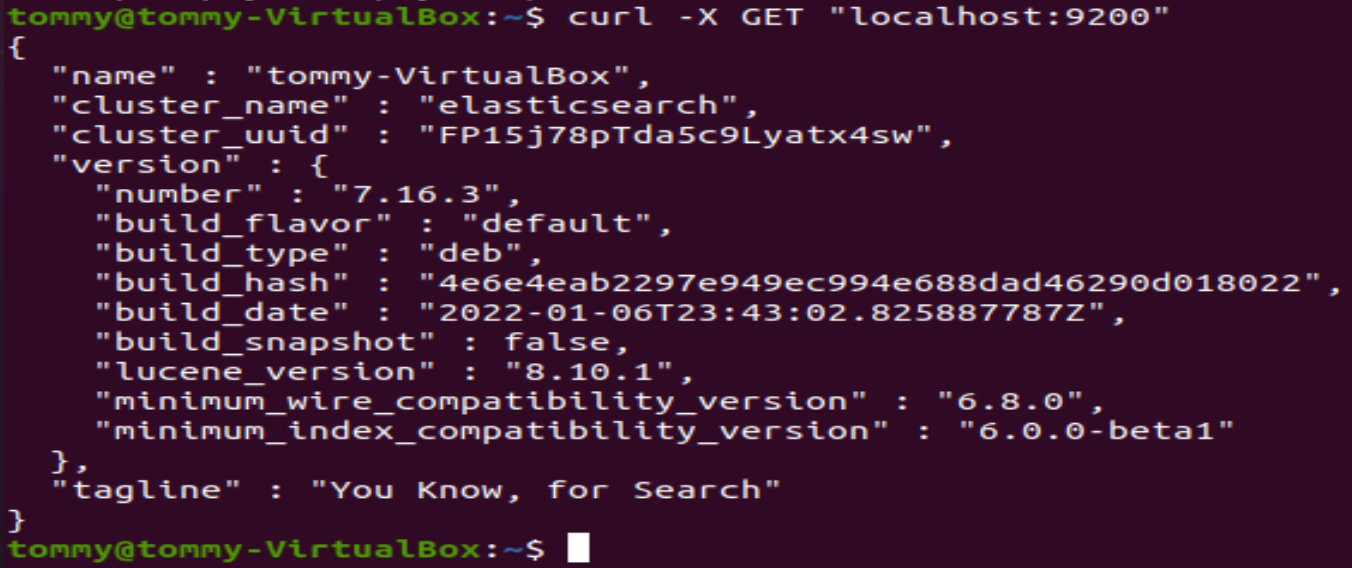 tommy@tommy-VirtualBox:~$ curl -X GET "localhost:9200"
{
  "name" : "tommy-VirtualBox",
  "cluster_name" : "elasticsearch",
  "cluster_uuid" : "FP15j78pTda5c9Lyatx4sw",
  "version" : {
    "number" : "7.16.3",
    "build_flavor" : "default",
    "build_type" : "deb",
    "build_hash" : "4e6e4eab2297e949ec994e688dad46290d018022",
    "build_date" : "2022-01-06T23:43:02.825887787Z",
    "build_snapshot" : false,
    "lucene_version" : "8.10.1",
    "minimum_wire_compatibility_version" : "6.8.0",
    "minimum_index_compatibility_version" : "6.0.0-beta1"
  },
  "tagline" : "You Know, for Search"
}
tommy@tommy-VirtualBox:~$